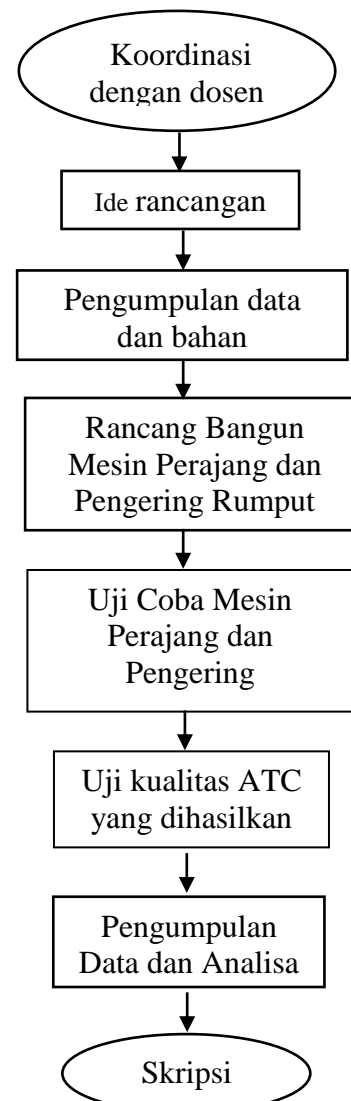 Koordinasi
dengan dosen
Ide rancangan
Pengumpulan data
dan bahan
Rancang Bangun
Mesin Perajang dan
Pengering Rumput
Uji Coba Mesin
Perajang dan
Pengering
Uji kualitas ATC
yang dihasilkan
Pengumpulan
Data dan Analisa
Skripsi